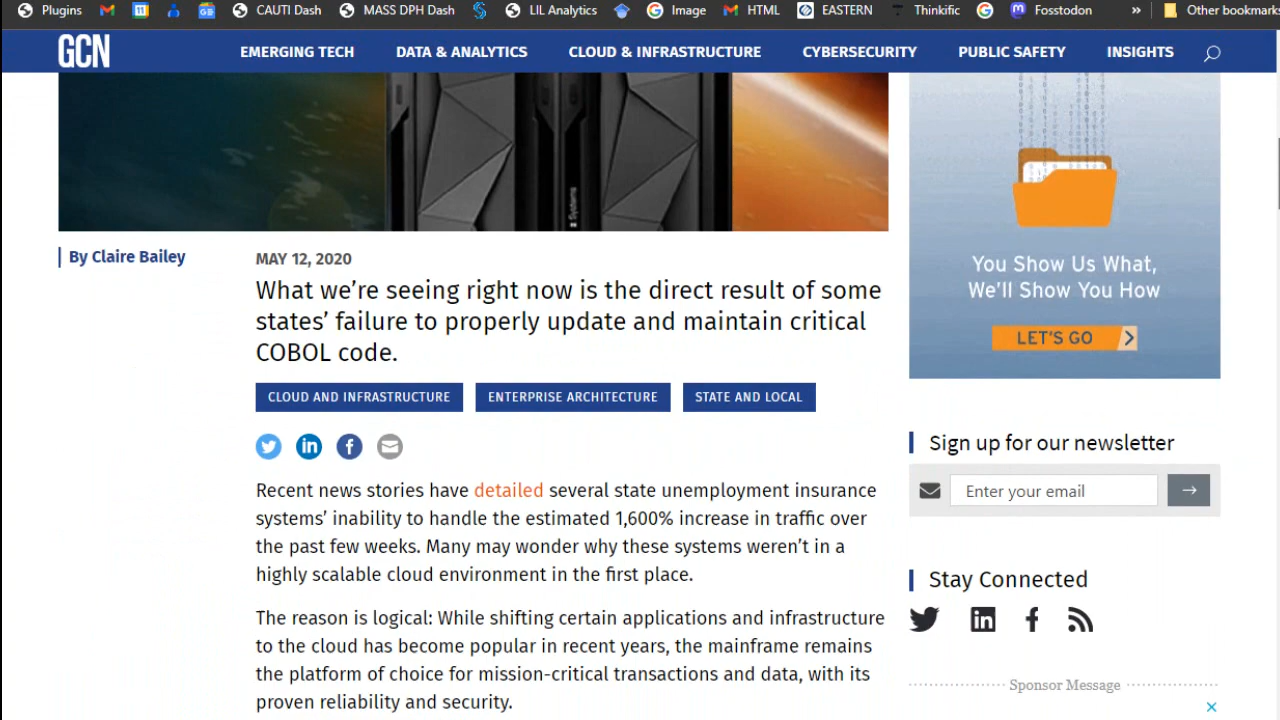 Plugins CAUTI Dash MASS DPH Dash LIL Analytics Image HTML EASTERN Thinkific Fosstodon » Other bookmarks
GCN EMERGING TECH DATA & ANALYTICS CLOUD & INFRASTRUCTURE CYBERSECURITY PUBLIC SAFETY INSIGHTS
By Claire Bailey
MAY 12, 2020
What we’re seeing right now is the direct result of some
states’ failure to properly update and maintain critical
COBOL code.
CLOUD AND INFRASTRUCTURE ENTERPRISE ARCHITECTURE STATE AND LOCAL
Recent news stories have detailed several state unemployment insurance
systems’ inability to handle the estimated 1,600% increase in traffic over
the past few weeks. Many may wonder why these systems weren’t in a
highly scalable cloud environment in the first place.
The reason is logical: While shifting certain applications and infrastructure
to the cloud has become popular in recent years, the mainframe remains
the platform of choice for mission-critical transactions and data, with its
proven reliability and security.
You Show Us What,
We’ll Show You How
LET’S GO
Sign up for our newsletter
Enter your email
Stay Connected
Sponsor Message